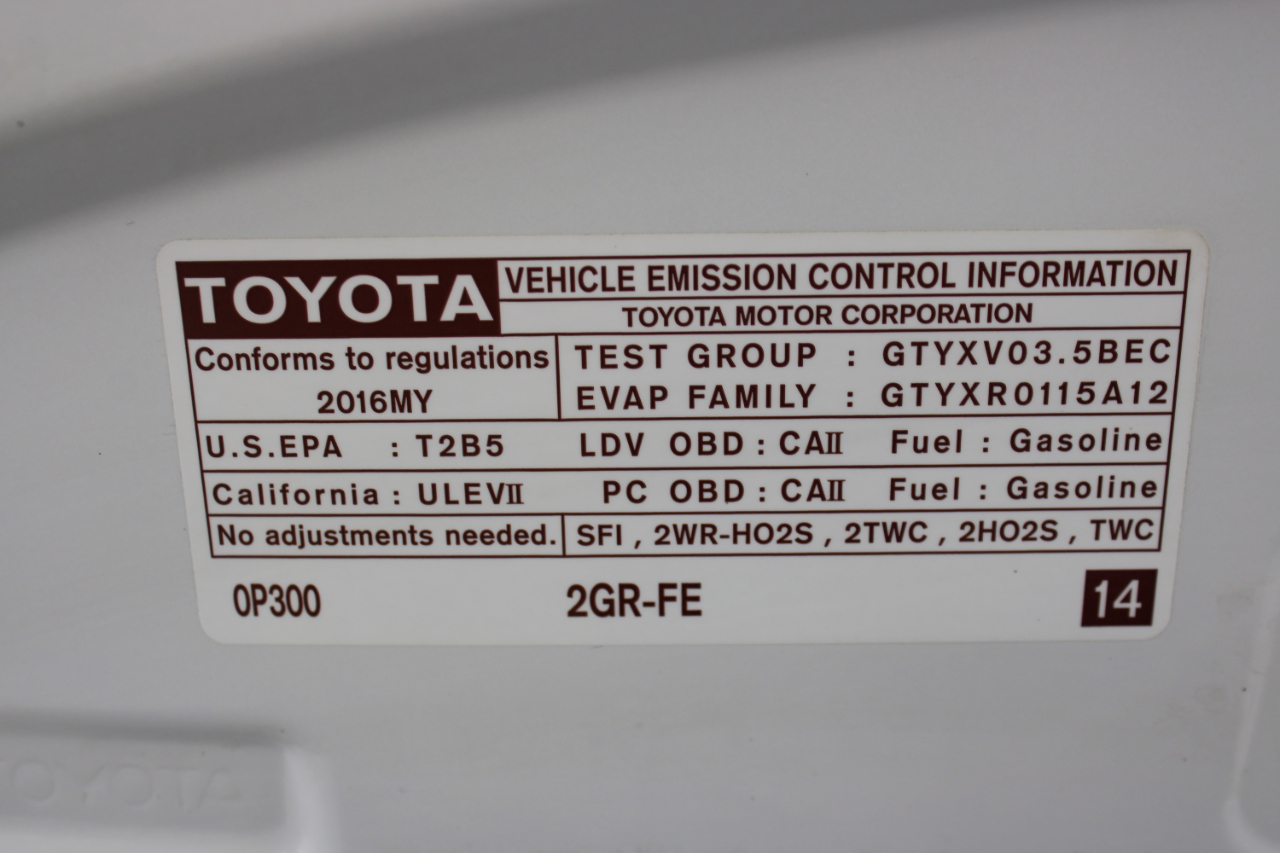 TOYOTA VEHICLE EMISSION CONTROL INFORMATION
TOYOTA MOTOR CORPORATION
Conforms to regulations TEST GROUP : GTYXV03.5BEC
2016MY EVAP FAMILY : GTYXR0115A12
U.S.EPA : T2B5 LDV OBD : CAII Fuel : Gasoline
California : ULEVII PC OBD : CAII Fuel : Gasoline
No adjustments needed. SFI , 2WR-HO2S , 2TWC , 2HO2S , TWC
0P300 2GR-FE 14
TOYOTA